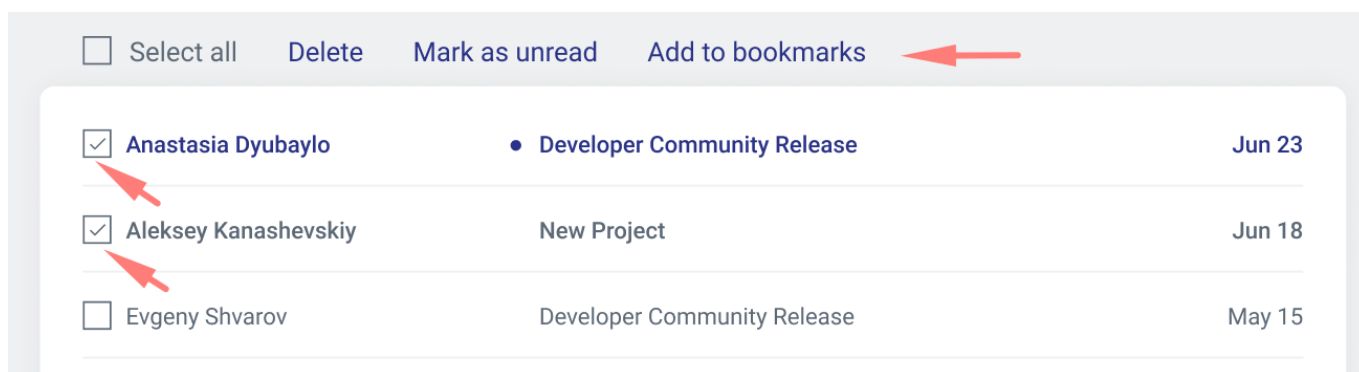 Select all Delete Mark as unread Add to bookmarks
Anastasia Dyubaylo • Developer Community Release Jun 23
Aleksey Kanashevskiy New Project Jun 18
Evgeny Shvarov Developer Community Release May 15